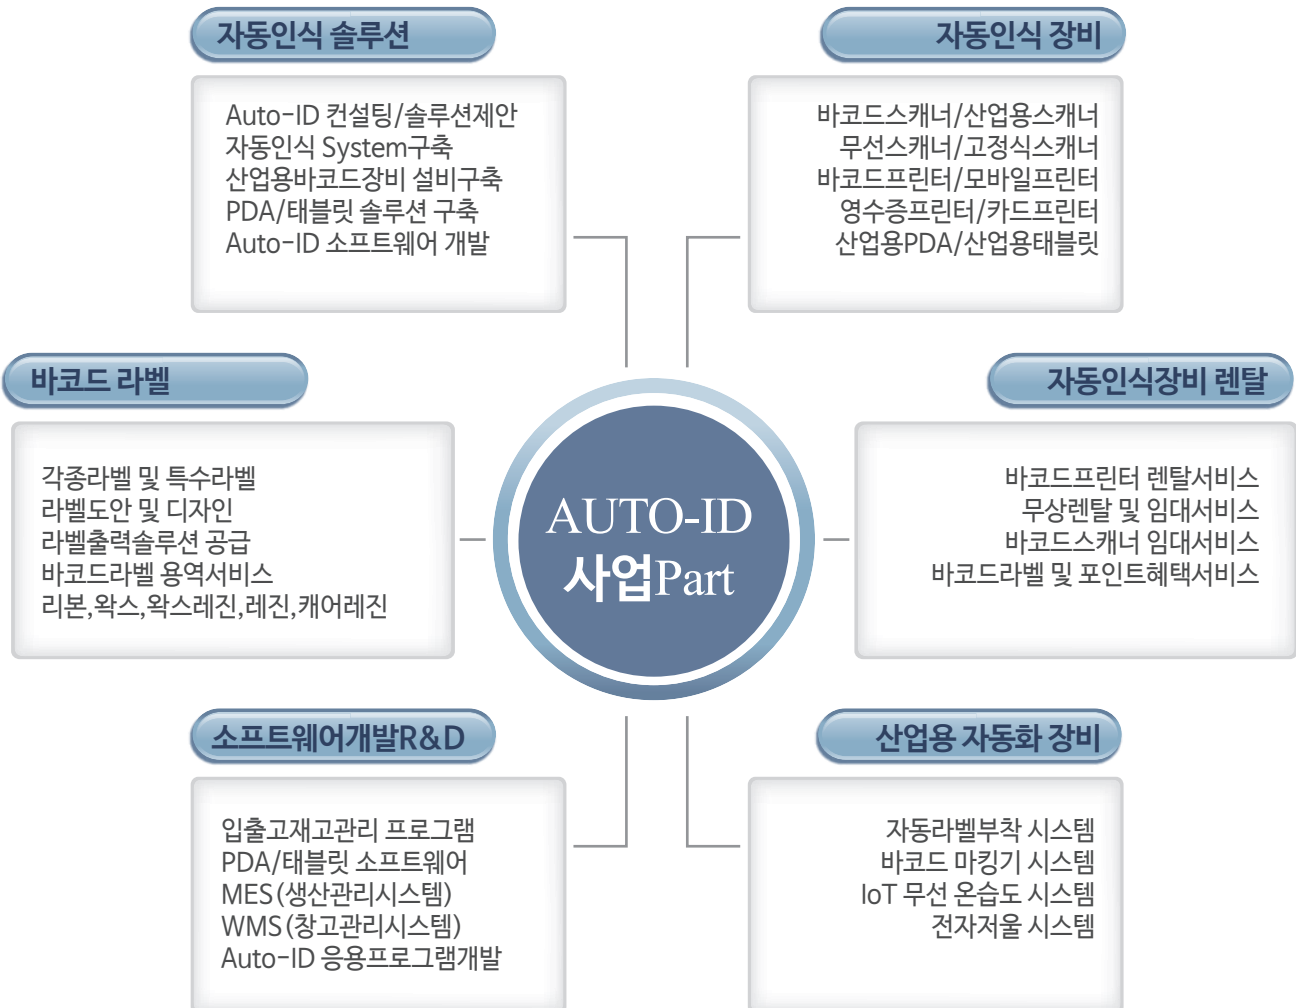 자동인식 솔루션
Auto-ID 컨설팅/솔루션제안
자동인식 System구축
산업용바코드장비 설비구축
PDA/태블릿 솔루션 구축
Auto-ID 소프트웨어 개발
자동인식 장비
바코드스캐너/산업용스캐너
무선스캐너/고정식스캐너
바코드프린터/모바일프린터
영수증프린터/카드프린터
산업용PDA/산업용태블릿
바코드 라벨
각종라벨 및 특수라벨
라벨도안 및 디자인
라벨출력솔루션 공급
바코드라벨 용역서비스
리본,왁스,왁스레진,레진,캐어레진
AUTO-ID
사업Part
자동인식장비 렌탈
바코드프린터 렌탈서비스
무상렌탈 및 임대서비스
바코드스캐너 임대서비스
바코드라벨 및 포인트혜택서비스
소프트웨어개발R&D
입출고재고관리 프로그램
PDA/태블릿 소프트웨어
MES(생산관리시스템)
WMS(창고관리시스템)
Auto-ID 응용프로그램개발
산업용 자동화 장비
자동라벨부착 시스템
바코드 마킹기 시스템
IoT 무선 온습도 시스템
전자저울 시스템